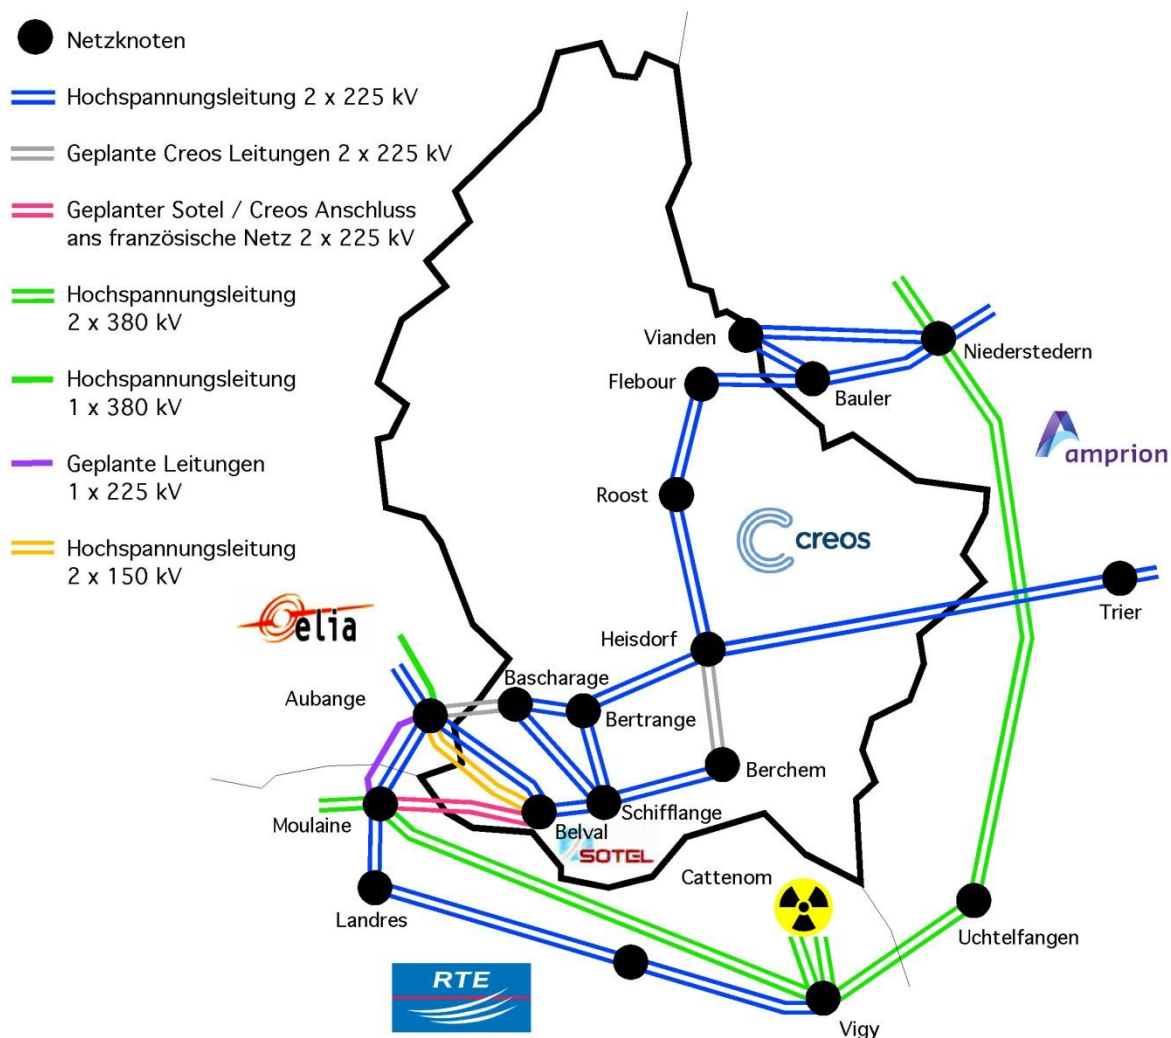 Netzknoten
Hochspannungsleitung 2 x 225 kV
Geplante Creos Leitungen 2 x 225 kV
Geplanter Sotel / Creos Anschluss
ans französische Netz 2 x 225 kV
Hochspannungsleitung
2 x 380 kV
Hochspannungsleitung
1 x 380 kV
Geplante Leitungen
1 x 225 kV
Hochspannungsleitung
2 x 150 kV
Vianden
Niederstedern
Flebour
Bauler
amprion
Roost
creos
Trier
elia
Heisdorf
Bascharage
Aubange
Bertrange
Berchem
Moulaine
Schifflange
Belval
SOTEL
Cattenom
Landres
Uchtelfangen
RTE
Vigy